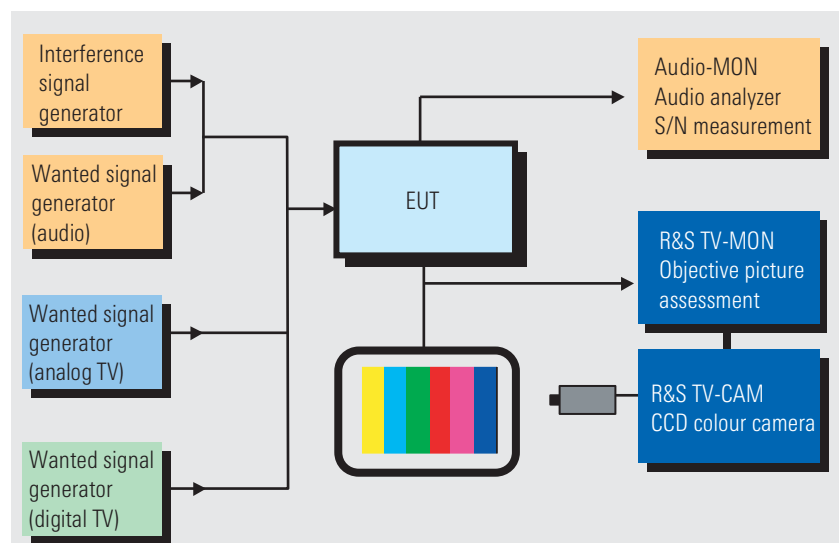 Interference
signal
generator
Wanted signal
generator
(audio)
Wanted signal
generator
(analog TV)
Wanted signal
generator
(digital TV)
EUT
Audio-MON
Audio analyzer
S/N measurement
R&S TV-MON
Objective picture
assessment
R&S TV-CAM
CCD colour camera